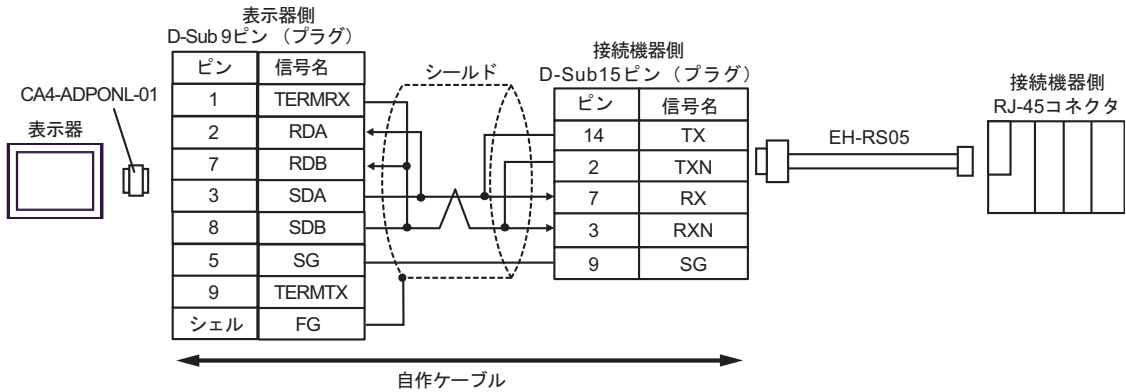 表示器側
D-Sub 9ピン （プラグ）
ピン 信号名
1 TERMRX
2 RDA
7 RDB
3 SDA
8 SDB
5 SG
9 TERMTX
シェル FG
CA4-ADPONL-01
表示器
シールド
接続機器側
D-Sub15ピン（プラグ）
ピン 信号名
14 TX
2 TXN
7 RX
3 RXN
9 SG
EH-RS05
接続機器側
RJ-45コネクタ
自作ケーブル